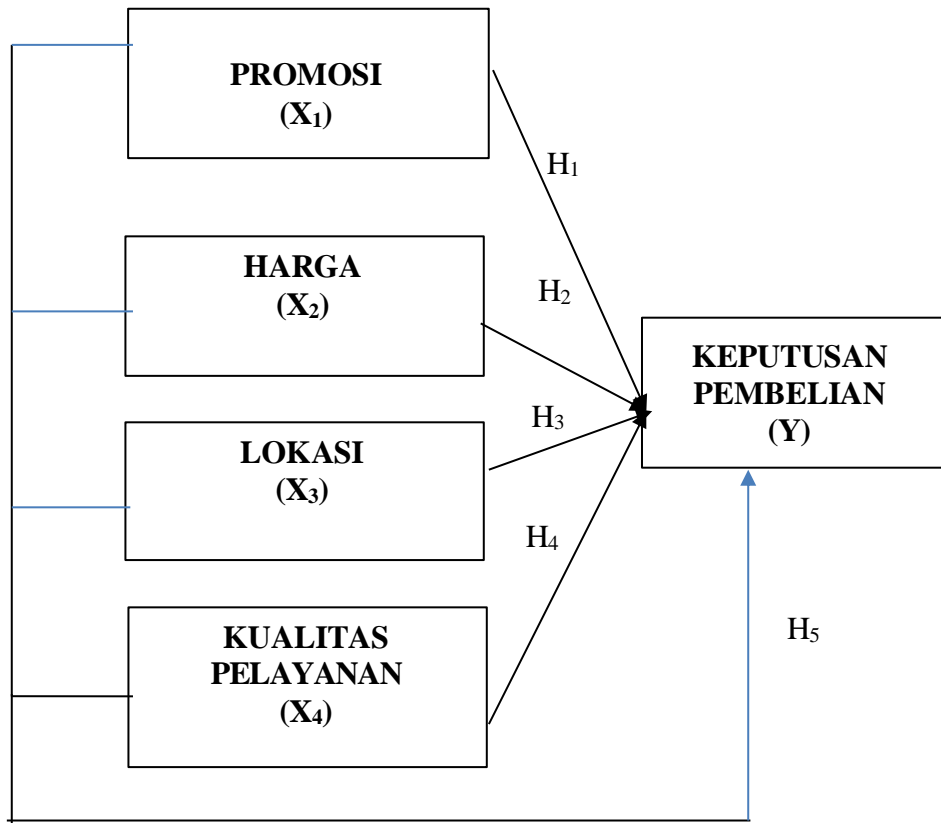 PROMOSI
(X₁)
H₁
HARGA
(X₂)
H₂
KEPUTUSAN
PEMBELIAN
(Y)
LOKASI
(X₃)
H₃
H₄
KUALITAS
PELAYANAN
(X₄)
H₅